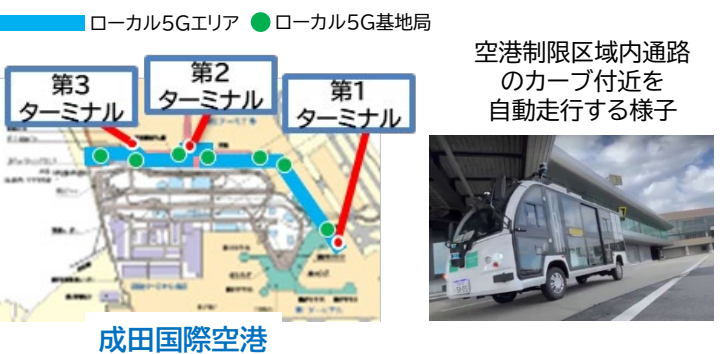 ローカル5Gエリア
ローカル5G基地局
第3
ターミナル
第2
ターミナル
第1
ターミナル
成田国際空港
空港制限区域内通路
のカーブ付近を
自動走行する様子